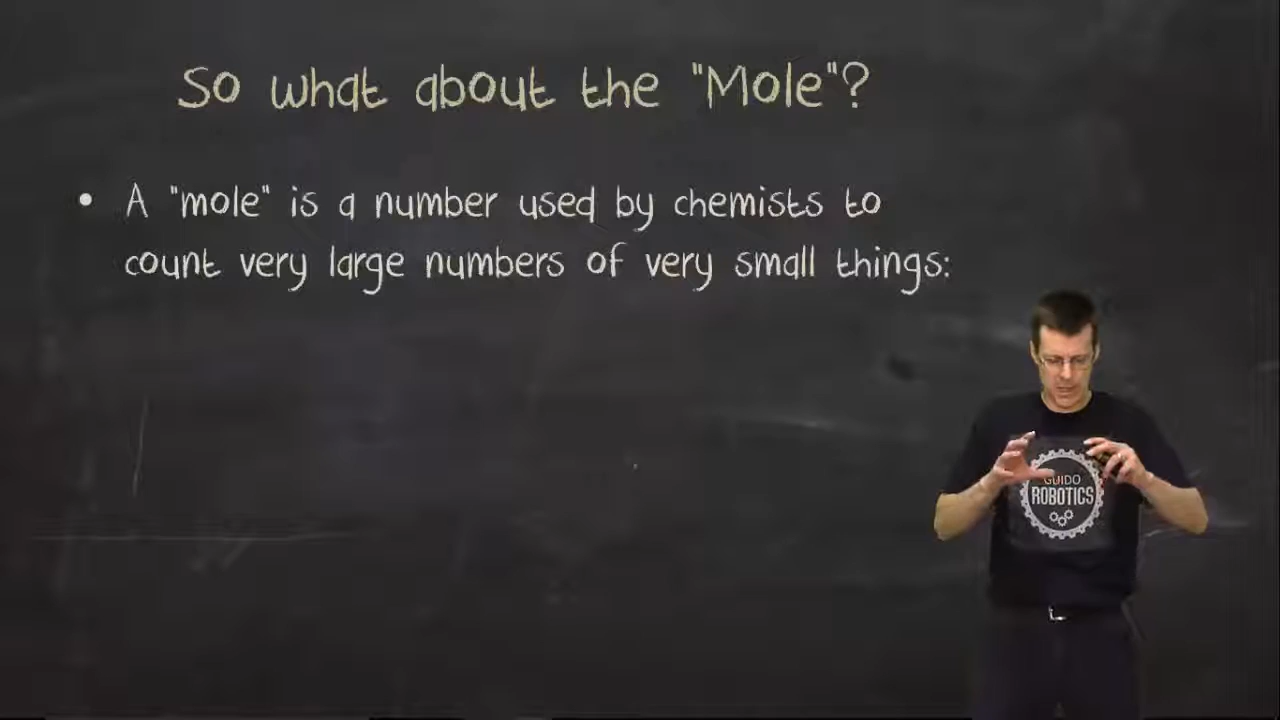 So what about the "Mole"?
• A "mole" is a number used by chemists to
count very large numbers of very small things:
GUIDO
ROBOTICS